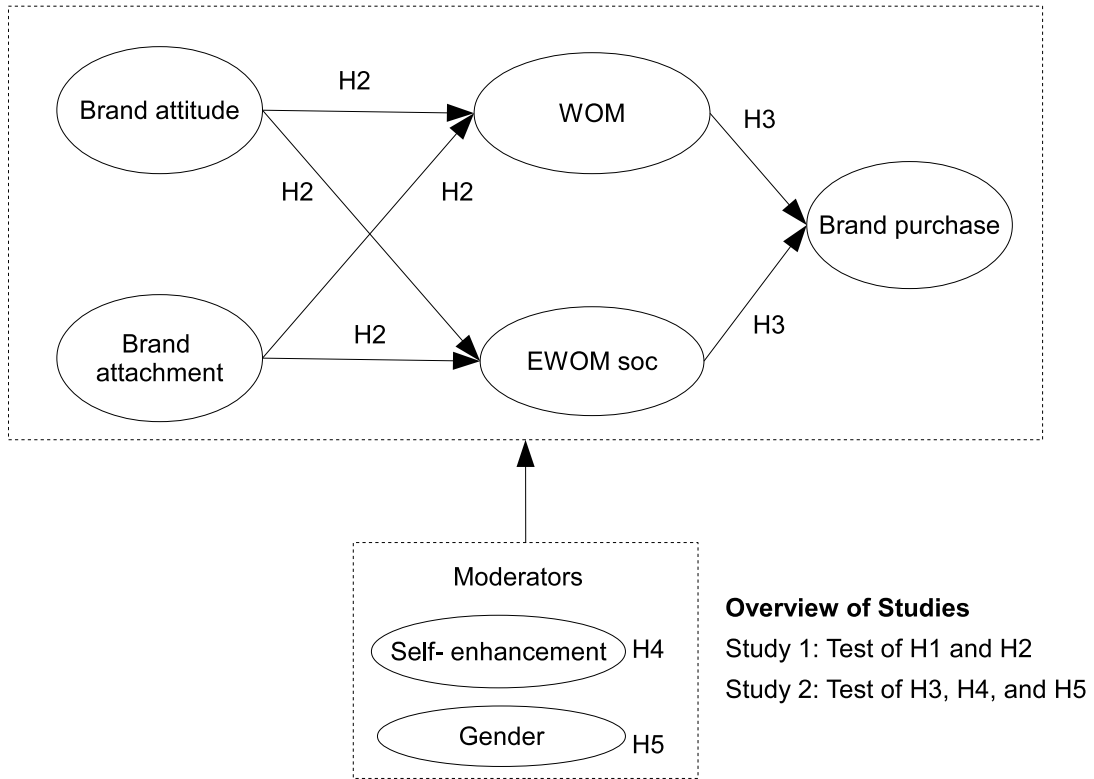 Brand attitude
H2
WOM
H3
H2
H2
Brand purchase
Brand
attachment
H2
EWOM soc
H3
Moderators
Self- enhancement
H4
Gender
H5
Overview of Studies
Study 1: Test of H1 and H2
Study 2: Test of H3, H4, and H5